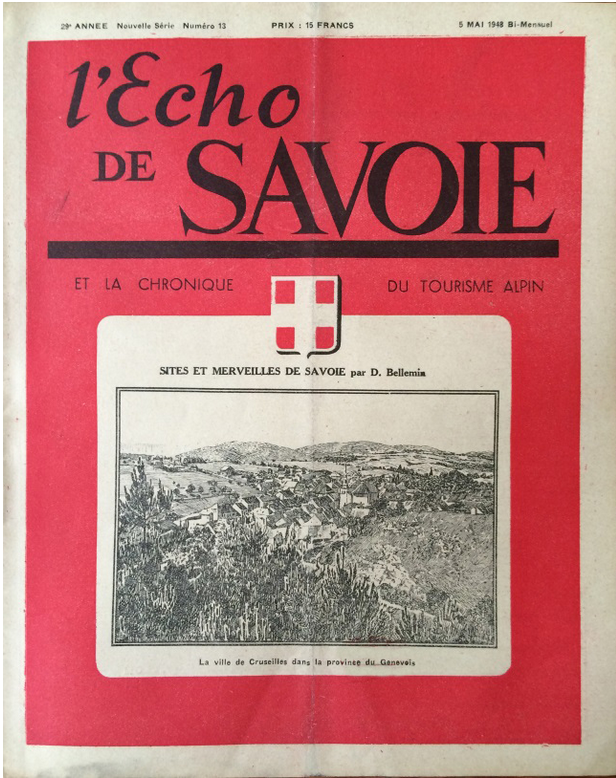 29e ANNEE Nouvelle Série Numéro 13 PRIX : 15 FRANCS 5 MAI 1948 Bi-Mensuel
l'Echo
DE SAVOIE
ET LA CHRONIQUE DU TOURISME ALPIN
SITES ET MERVEILLES DE SAVOIE par D. Bellemin
La ville de Cruseilles dans la province du Genevois